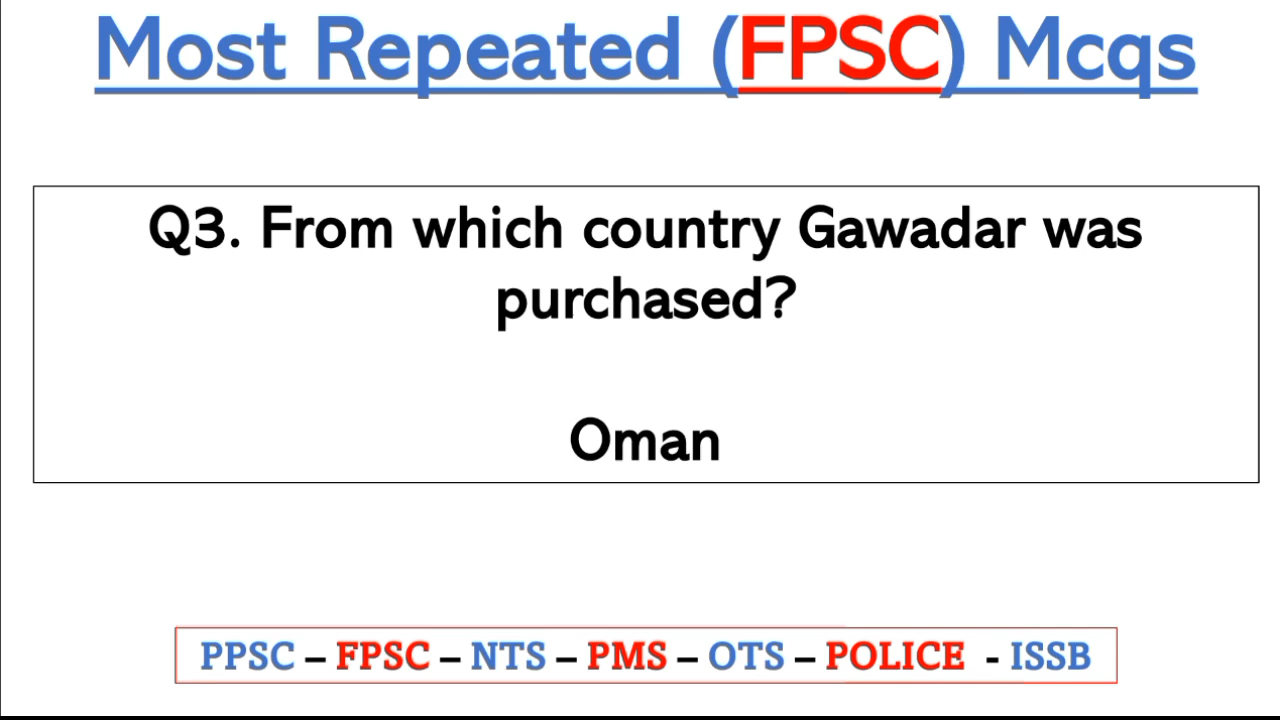 Most Repeated (FPSC) Mcqs
Q3. From which country Gawadar was
purchased?
Oman
PPSC – FPSC – NTS – PMS – OTS – POLICE - ISSB